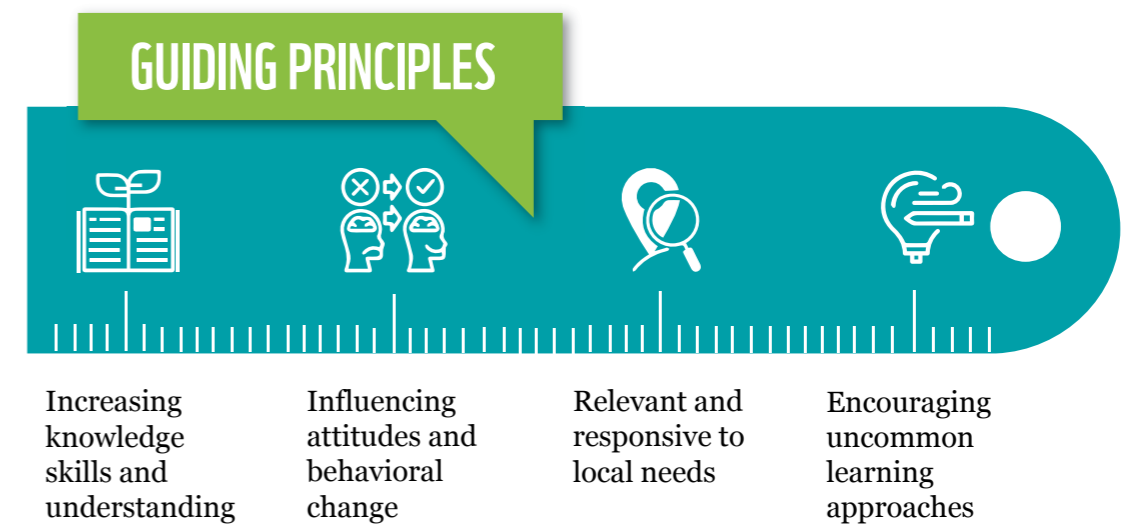 GUIDING PRINCIPLES
Increasing
knowledge
skills and
understanding
Influencing
attitudes and
behavioral
change
Relevant and
responsive to
local needs
Encouraging
uncommon
learning
approaches